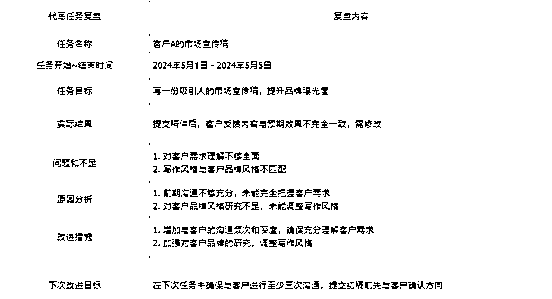 代写任务复盘 复盘内容
任务名称 客户A的市场宣传稿
任务开始~结束时间 2024年5月1日 - 2024年5月5日
任务目标 写一份吸引人的市场宣传稿，提升品牌曝光量
实际结果 提交稿件后，客户反馈内容与预期效果不完全一致，需修改
问题和不足
1. 对客户需求理解不够全面
2. 写作风格与客户品牌风格不匹配
原因分析
1. 前期沟通不够充分，未能完全把握客户需求
2. 对客户品牌风格研究不足，未能调整写作风格
改进措施
1. 增加与客户的沟通频次和深度，确保充分理解客户需求
2. 加强对客户品牌的研究，调整写作风格
下次改进目标 在下次任务中确保与客户进行至少三次沟通，提交初稿前先与客户确认方向